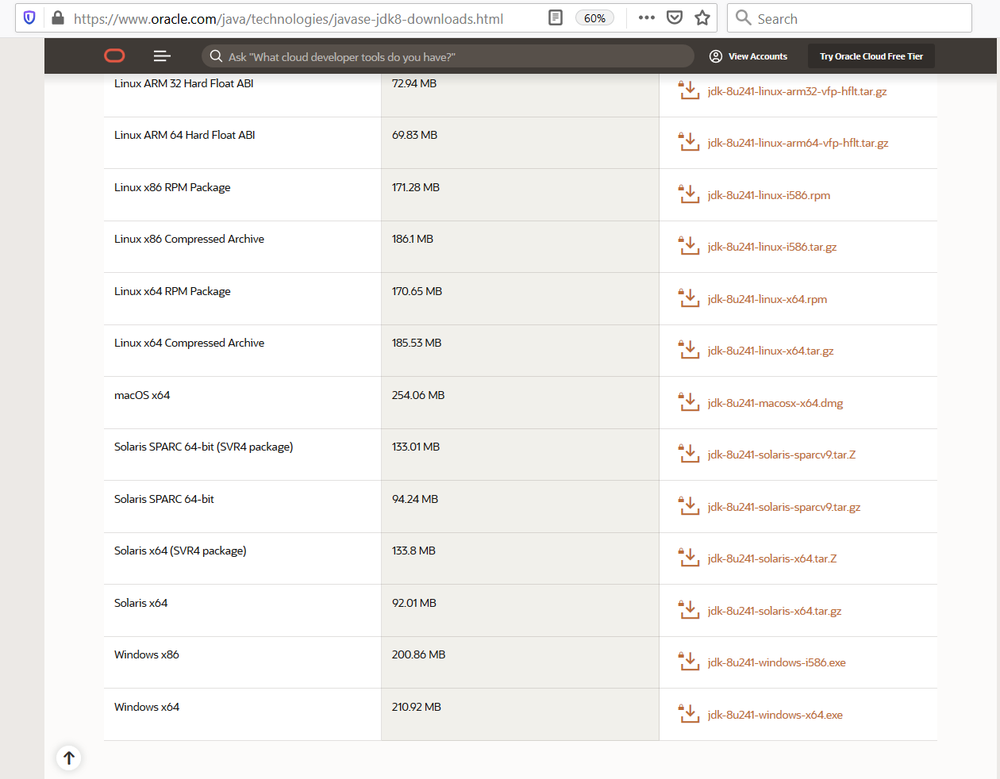 https://www.oracle.com/java/technologies/javase-jdk8-downloads.html 60% Search
Ask "What cloud developer tools do you have?" View Accounts Try Oracle Cloud Free Tier
Linux ARM 32 Hard Float ABI 72.94 MB jdk-8u241-linux-arm32-vfp-hflt.tar.gz
Linux ARM 64 Hard Float ABI 69.83 MB jdk-8u241-linux-arm64-vfp-hflt.tar.gz
Linux x86 RPM Package 171.28 MB jdk-8u241-linux-i586.rpm
Linux x86 Compressed Archive 186.1 MB jdk-8u241-linux-i586.tar.gz
Linux x64 RPM Package 170.65 MB jdk-8u241-linux-x64.rpm
Linux x64 Compressed Archive 185.53 MB jdk-8u241-linux-x64.tar.gz
macOS x64 254.06 MB jdk-8u241-macosx-x64.dmg
Solaris SPARC 64-bit (SVR4 package) 133.01 MB jdk-8u241-solaris-sparcv9.tar.Z
Solaris SPARC 64-bit 94.24 MB jdk-8u241-solaris-sparcv9.tar.gz
Solaris x64 (SVR4 package) 133.8 MB jdk-8u241-solaris-x64.tar.Z
Solaris x64 92.01 MB jdk-8u241-solaris-x64.tar.gz
Windows x86 200.86 MB jdk-8u241-windows-i586.exe
Windows x64 210.92 MB jdk-8u241-windows-x64.exe